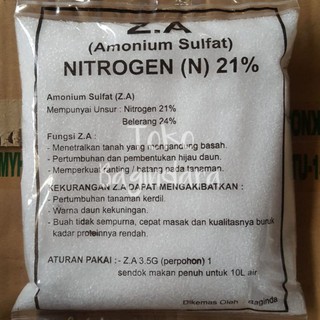 Z.A
(Amonium Sulfat)
NITROGEN (N) 21%
Amonium Sulfat (Z.A)
Mempunyai Unsur : Nitrogen 21%
Belerang 24%
Fungsi Z.A :
- Menetralkan tanah yang mengandung basah.
- Pertumbuhan dan pembentukan hijau daun.
- Memperkuat ranting / batang pada tanaman.
KEKURANGAN Z.A DAPAT MENGAKIBATKAN :
- Pertumbuhan tanaman kerdil.
- Warna daun kekuningan.
- Buah tidak sempurna, cepat masak dan kualitasnya buruk
kadar proteinnya rendah.
ATURAN PAKAI : - Z.A 3.5G (perpohon) 1
sendok makan penuh untuk 10L air
Dikemas Oleh : Baginda
Toko
Bagustara